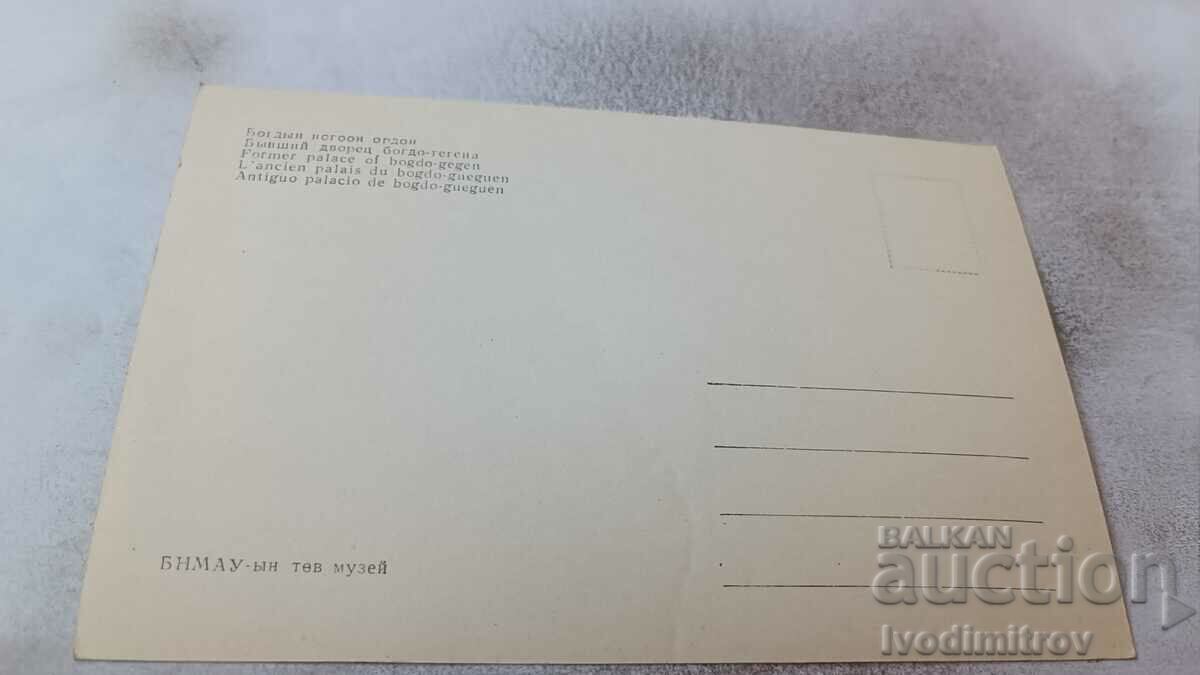 Богдын ногоон ордон
Бывший дворец богдо-гегена
Former palace of bogdo-gegen
L'ancien palais du bogdo-gueguen
Antiguo palacio de bogdo-gueguen
БНМАУ-ын төв музей
BALKAN
auction
Ivodimitrov